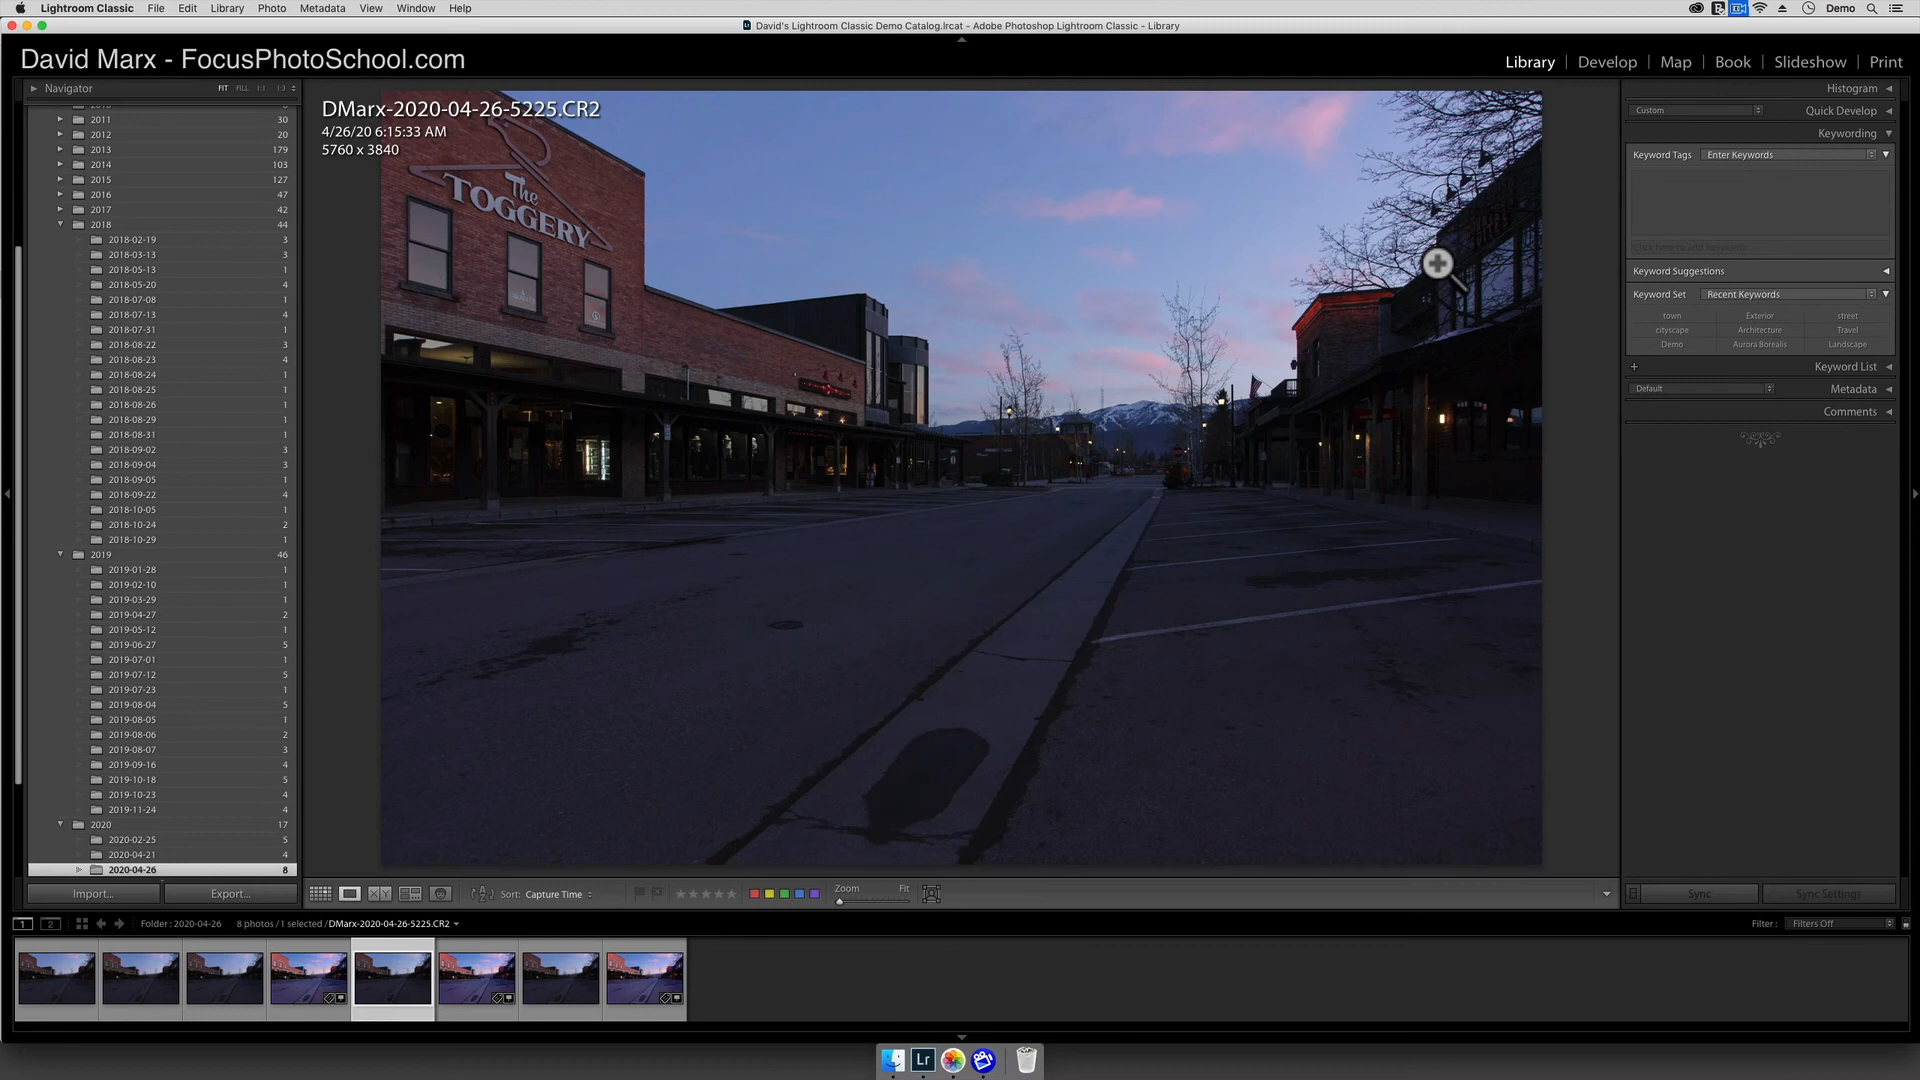 Lightroom Classic File Edit Library Photo Metadata View Window Help Demo
David's Lightroom Classic Demo Catalog.lrcat - Adobe Photoshop Lightroom Classic - Library
David Marx - FocusPhotoSchool.com
Library | Develop | Map | Book | Slideshow | Print
Navigator FIT FILL 1:1 3:1
2011 30
2012 20
2013 179
2014 103
2015 127
2016 47
2017 42
2018 44
2018-02-19 3
2018-03-13 3
2018-05-13 1
2018-05-20 4
2018-07-08 1
2018-07-13 4
2018-07-31 1
2018-08-22 3
2018-08-23 4
2018-08-24 1
2018-08-25 1
2018-08-26 1
2018-08-29 1
2018-08-31 1
2018-09-02 3
2018-09-04 3
2018-09-05 1
2018-09-22 4
2018-10-05 1
2018-10-24 2
2018-10-29 1
2019 46
2019-01-28 1
2019-02-10 1
2019-03-29 1
2019-04-27 2
2019-05-12 1
2019-06-27 5
2019-07-01 1
2019-07-12 5
2019-07-23 1
2019-08-04 5
2019-08-05 1
2019-08-06 2
2019-08-07 3
2019-09-16 4
2019-10-18 5
2019-10-23 4
2019-11-24 4
2020 17
2020-02-25 5
2020-04-21 4
2020-04-26 8
Import... Export...
DMarx-2020-04-26-5225.CR2
4/26/20 6:15:33 AM
5760 x 3840
The
TOGGERY
Histogram
Custom Quick Develop
Keywording
Keyword Tags Enter Keywords
Click here to add keywords
Keyword Suggestions
Keyword Set Recent Keywords
town Exterior street
cityscape Architecture Travel
Demo Aurora Borealis Landscape
Keyword List
Default Metadata
Comments
Sort: Capture Time Zoom Fit
Sync Sync Settings
1 2 Folder : 2020-04-26 8 photos / 1 selected / DMarx-2020-04-26-5225.CR2 Filter : Filters Off
Lr